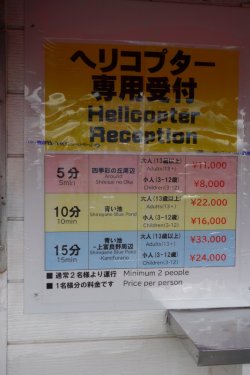 ヘリコプター
専用受付
Helicopter
Reception
5分
5min
四季彩の丘周辺
Around
Shikisai no Oka
大人(13歳以上)
Adults(13+)
¥11,000
小人(3-12歳)
Children(3-12)
¥8,000
10分
10min
青い池
Shirogane Blue Pond
大人(13歳以上)
Adults(13+)
¥22,000
小人(3-12歳)
Children(3-12)
¥16,000
15分
15min
青い池
-上富良野周辺
Shirogane Blue Pond
-Kamifurano
大人(13歳以上)
Adults(13+)
¥33,000
小人(3-12歳)
Children(3-12)
¥24,000
■ 通常2名様より運行 Minimum 2 people
■ 1名様分の料金です Price per person